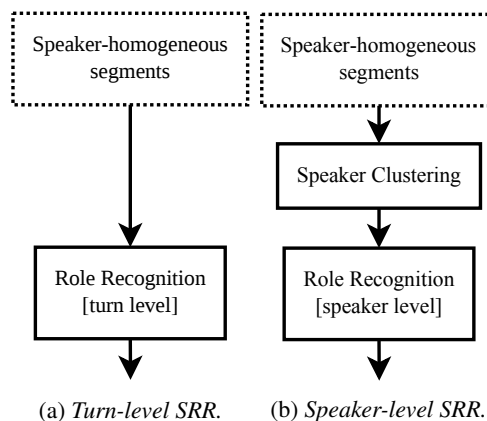 Speaker-homogeneous
segments
Role Recognition
[turn level]
(a) Turn-level SRR.
Speaker-homogeneous
segments
Speaker Clustering
Role Recognition
[speaker level]
(b) Speaker-level SRR.